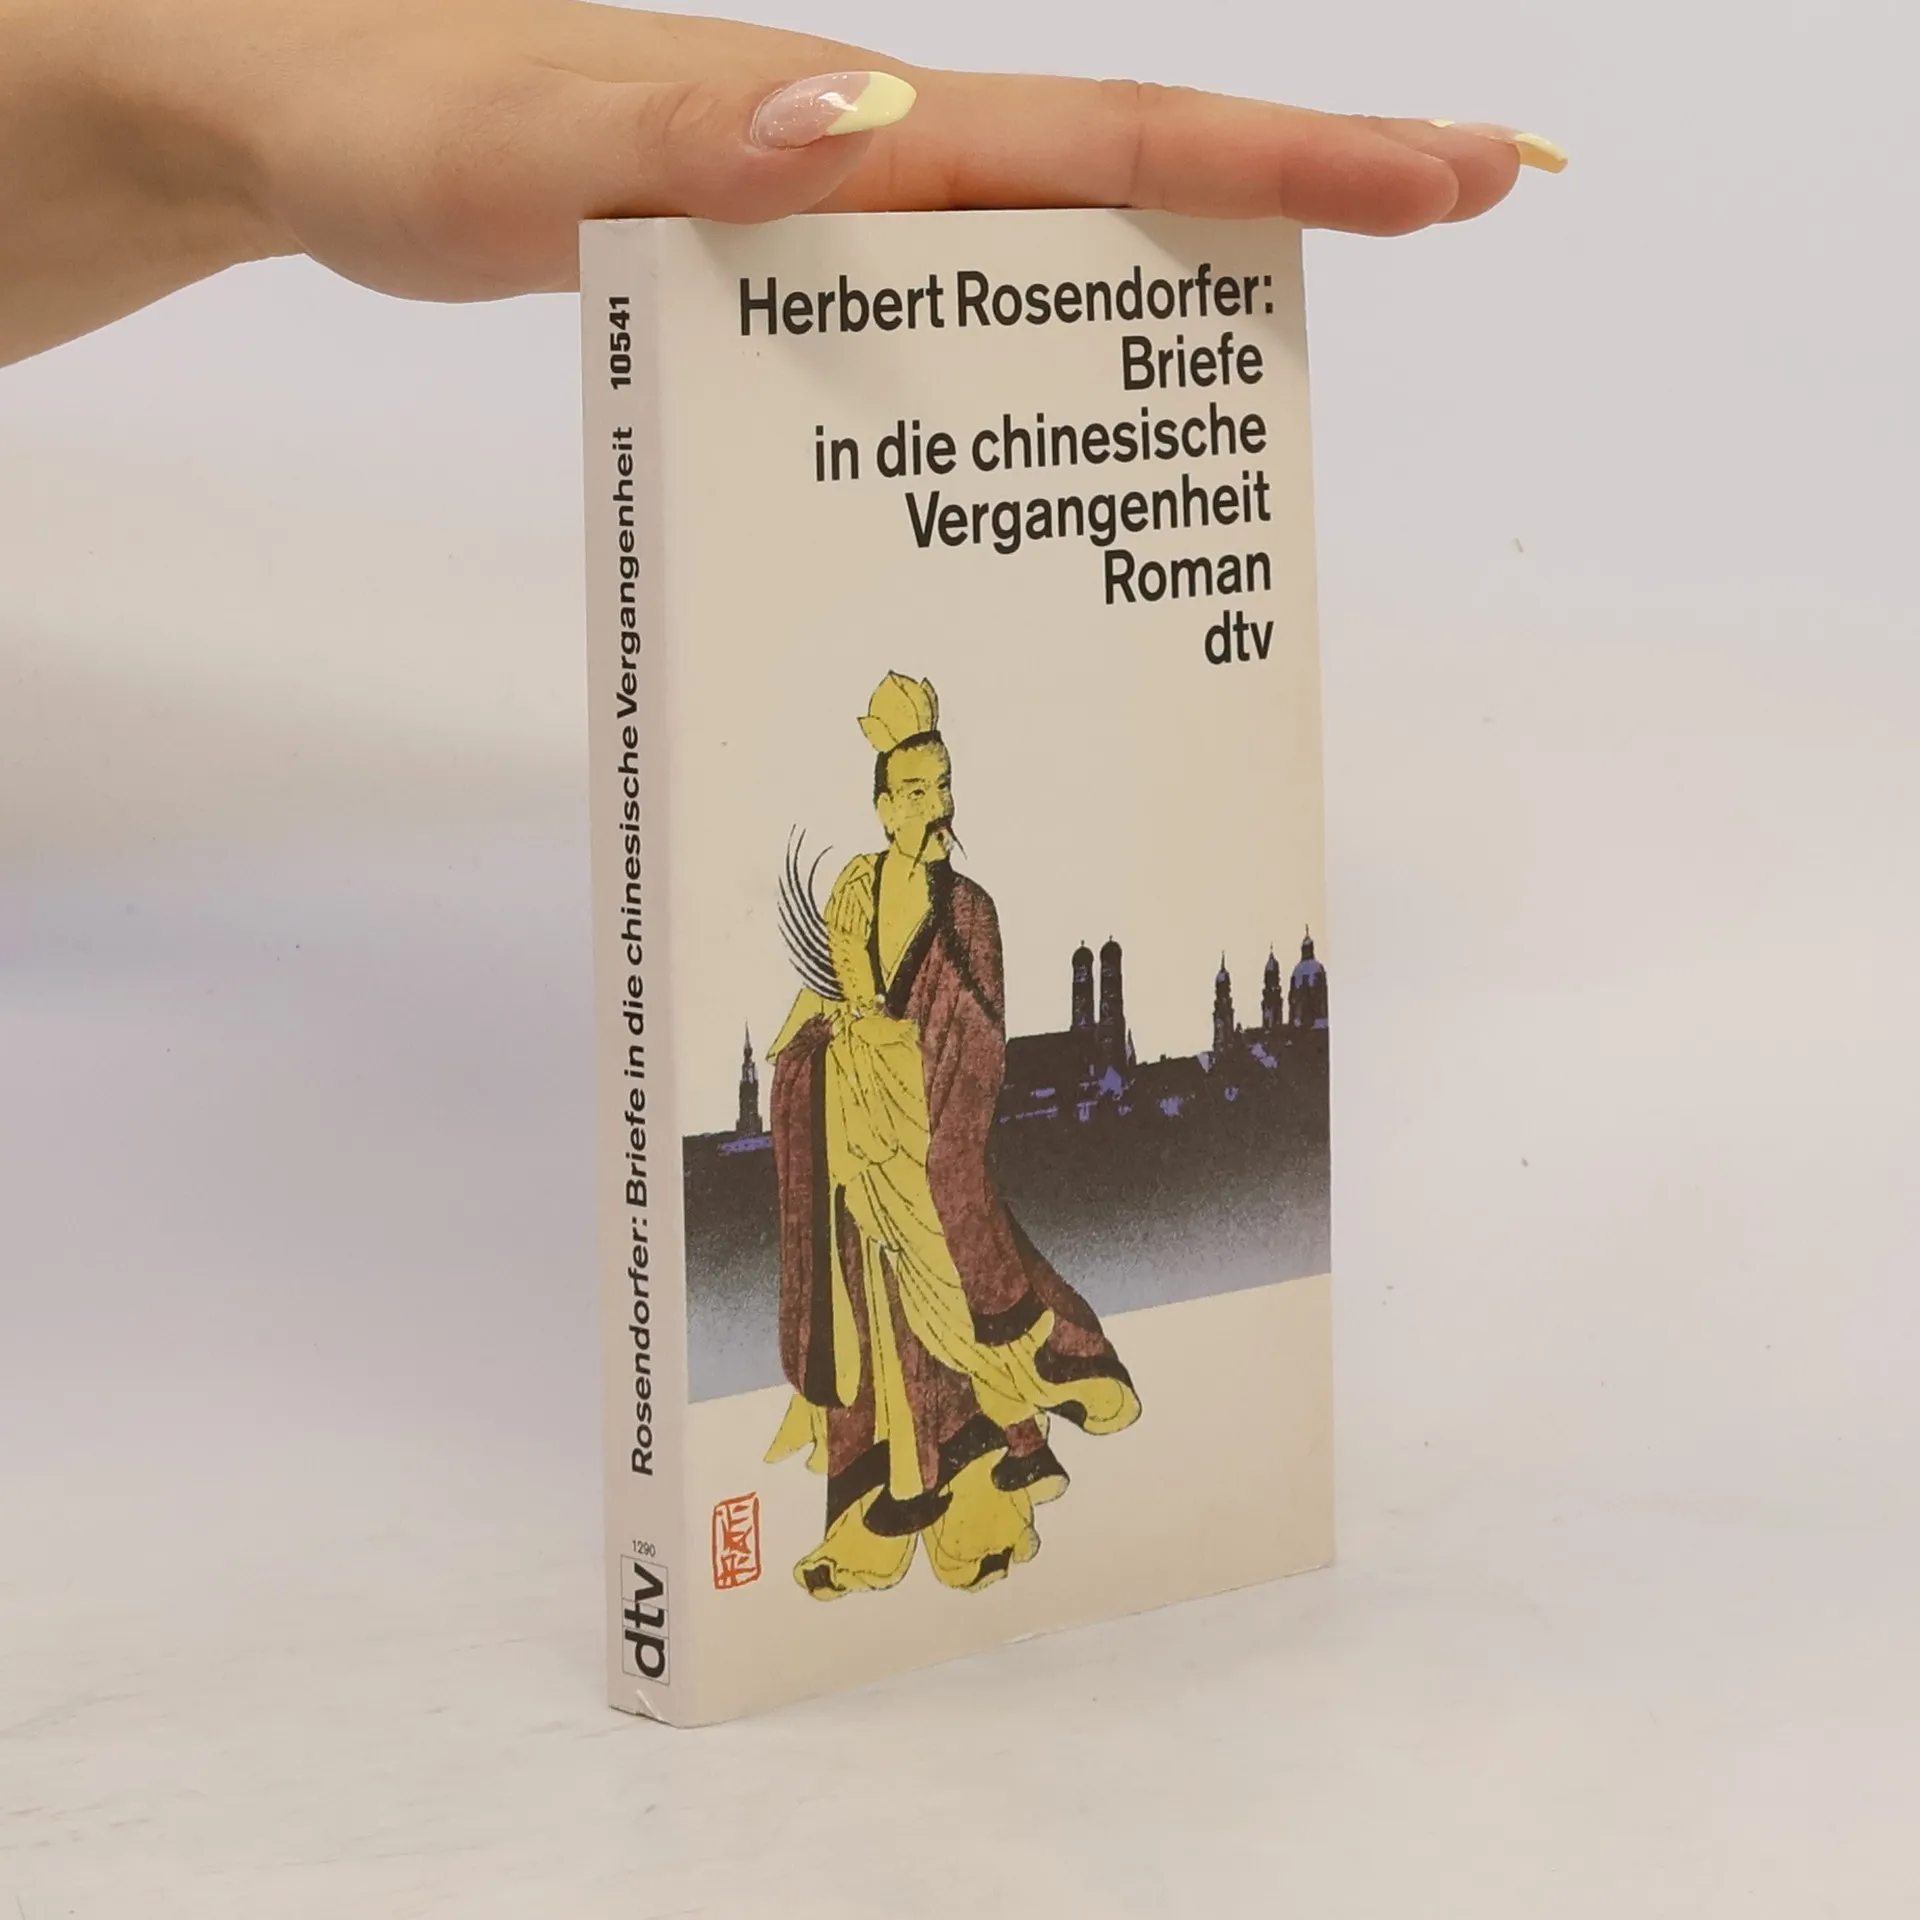 Herbert Rosendorfer:
Briefe
in die chinesische
Vergangenheit
Roman
dtv
Rosendorfer: Briefe in die chinesische Vergangenheit 10541
1290
dtv